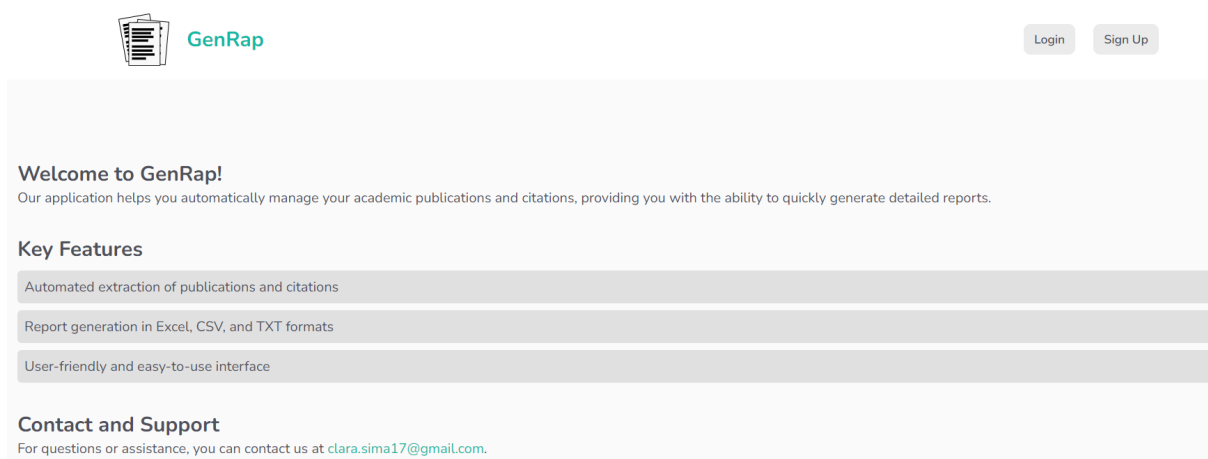 GenRap
Login
Sign Up
Welcome to GenRap!
Our application helps you automatically manage your academic publications and citations, providing you with the ability to quickly generate detailed reports.
Key Features
Automated extraction of publications and citations
Report generation in Excel, CSV, and TXT formats
User-friendly and easy-to-use interface
Contact and Support
For questions or assistance, you can contact us at clara.sima17@gmail.com.